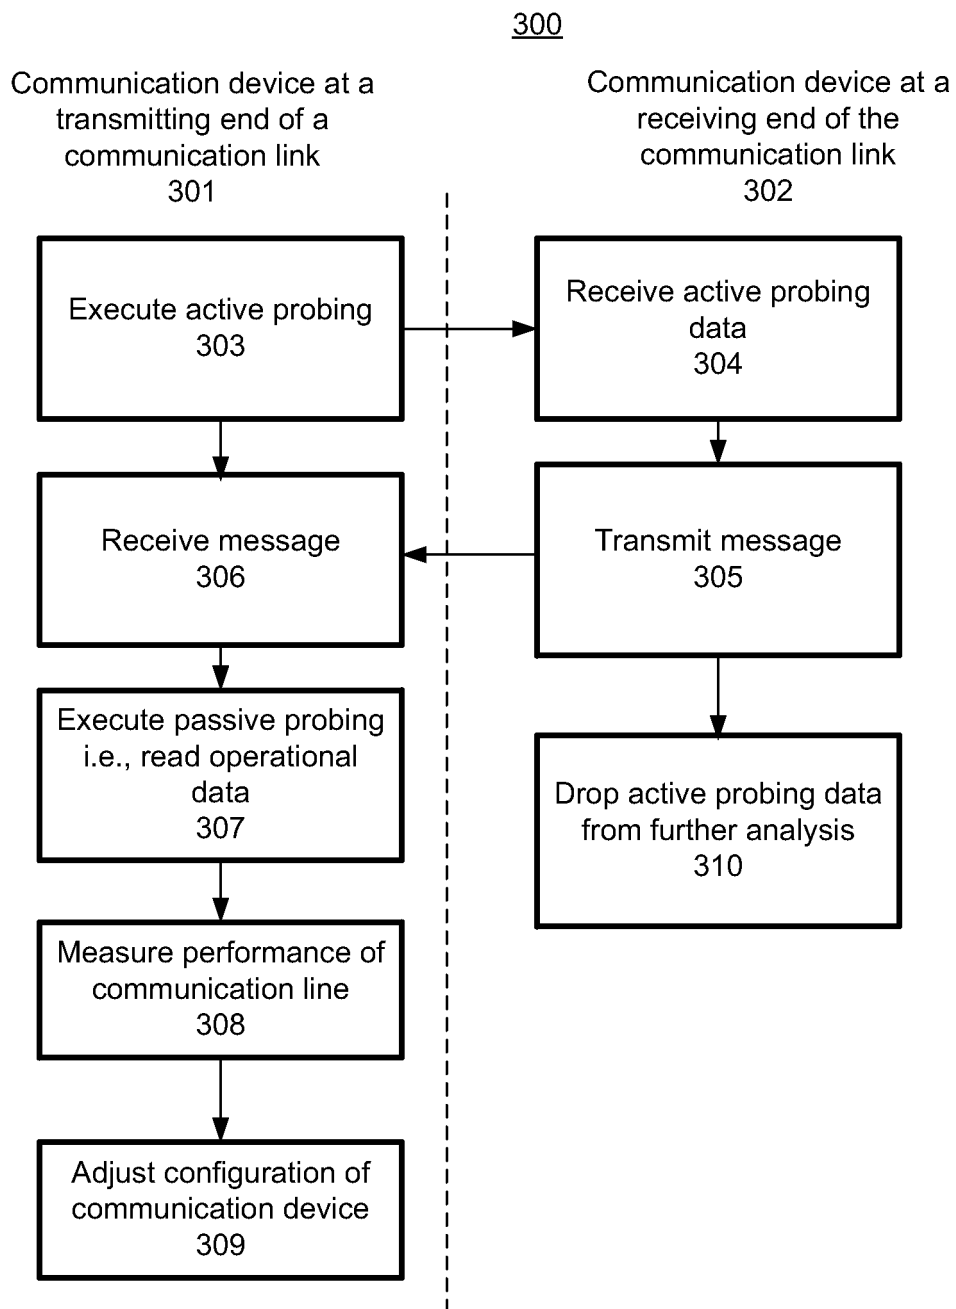 300
Communication device at a
transmitting end of a
communication link
301
Communication device at a
receiving end of the
communication link
302
Execute active probing
303
Receive active probing
data
304
Receive message
306
Transmit message
305
Execute passive probing
i.e., read operational
data
307
Drop active probing data
from further analysis
310
Measure performance of
communication line
308
Adjust configuration of
communication device
309